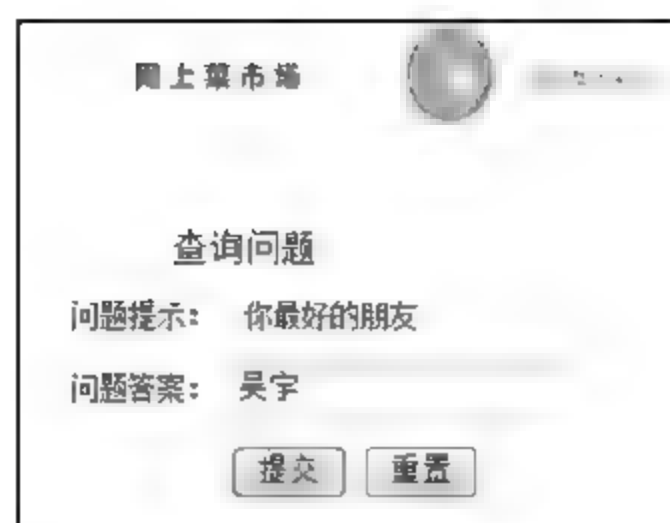 网上菜市场
查询问题
问题提示： 你最好的朋友
问题答案： 吴宇
提交 重置